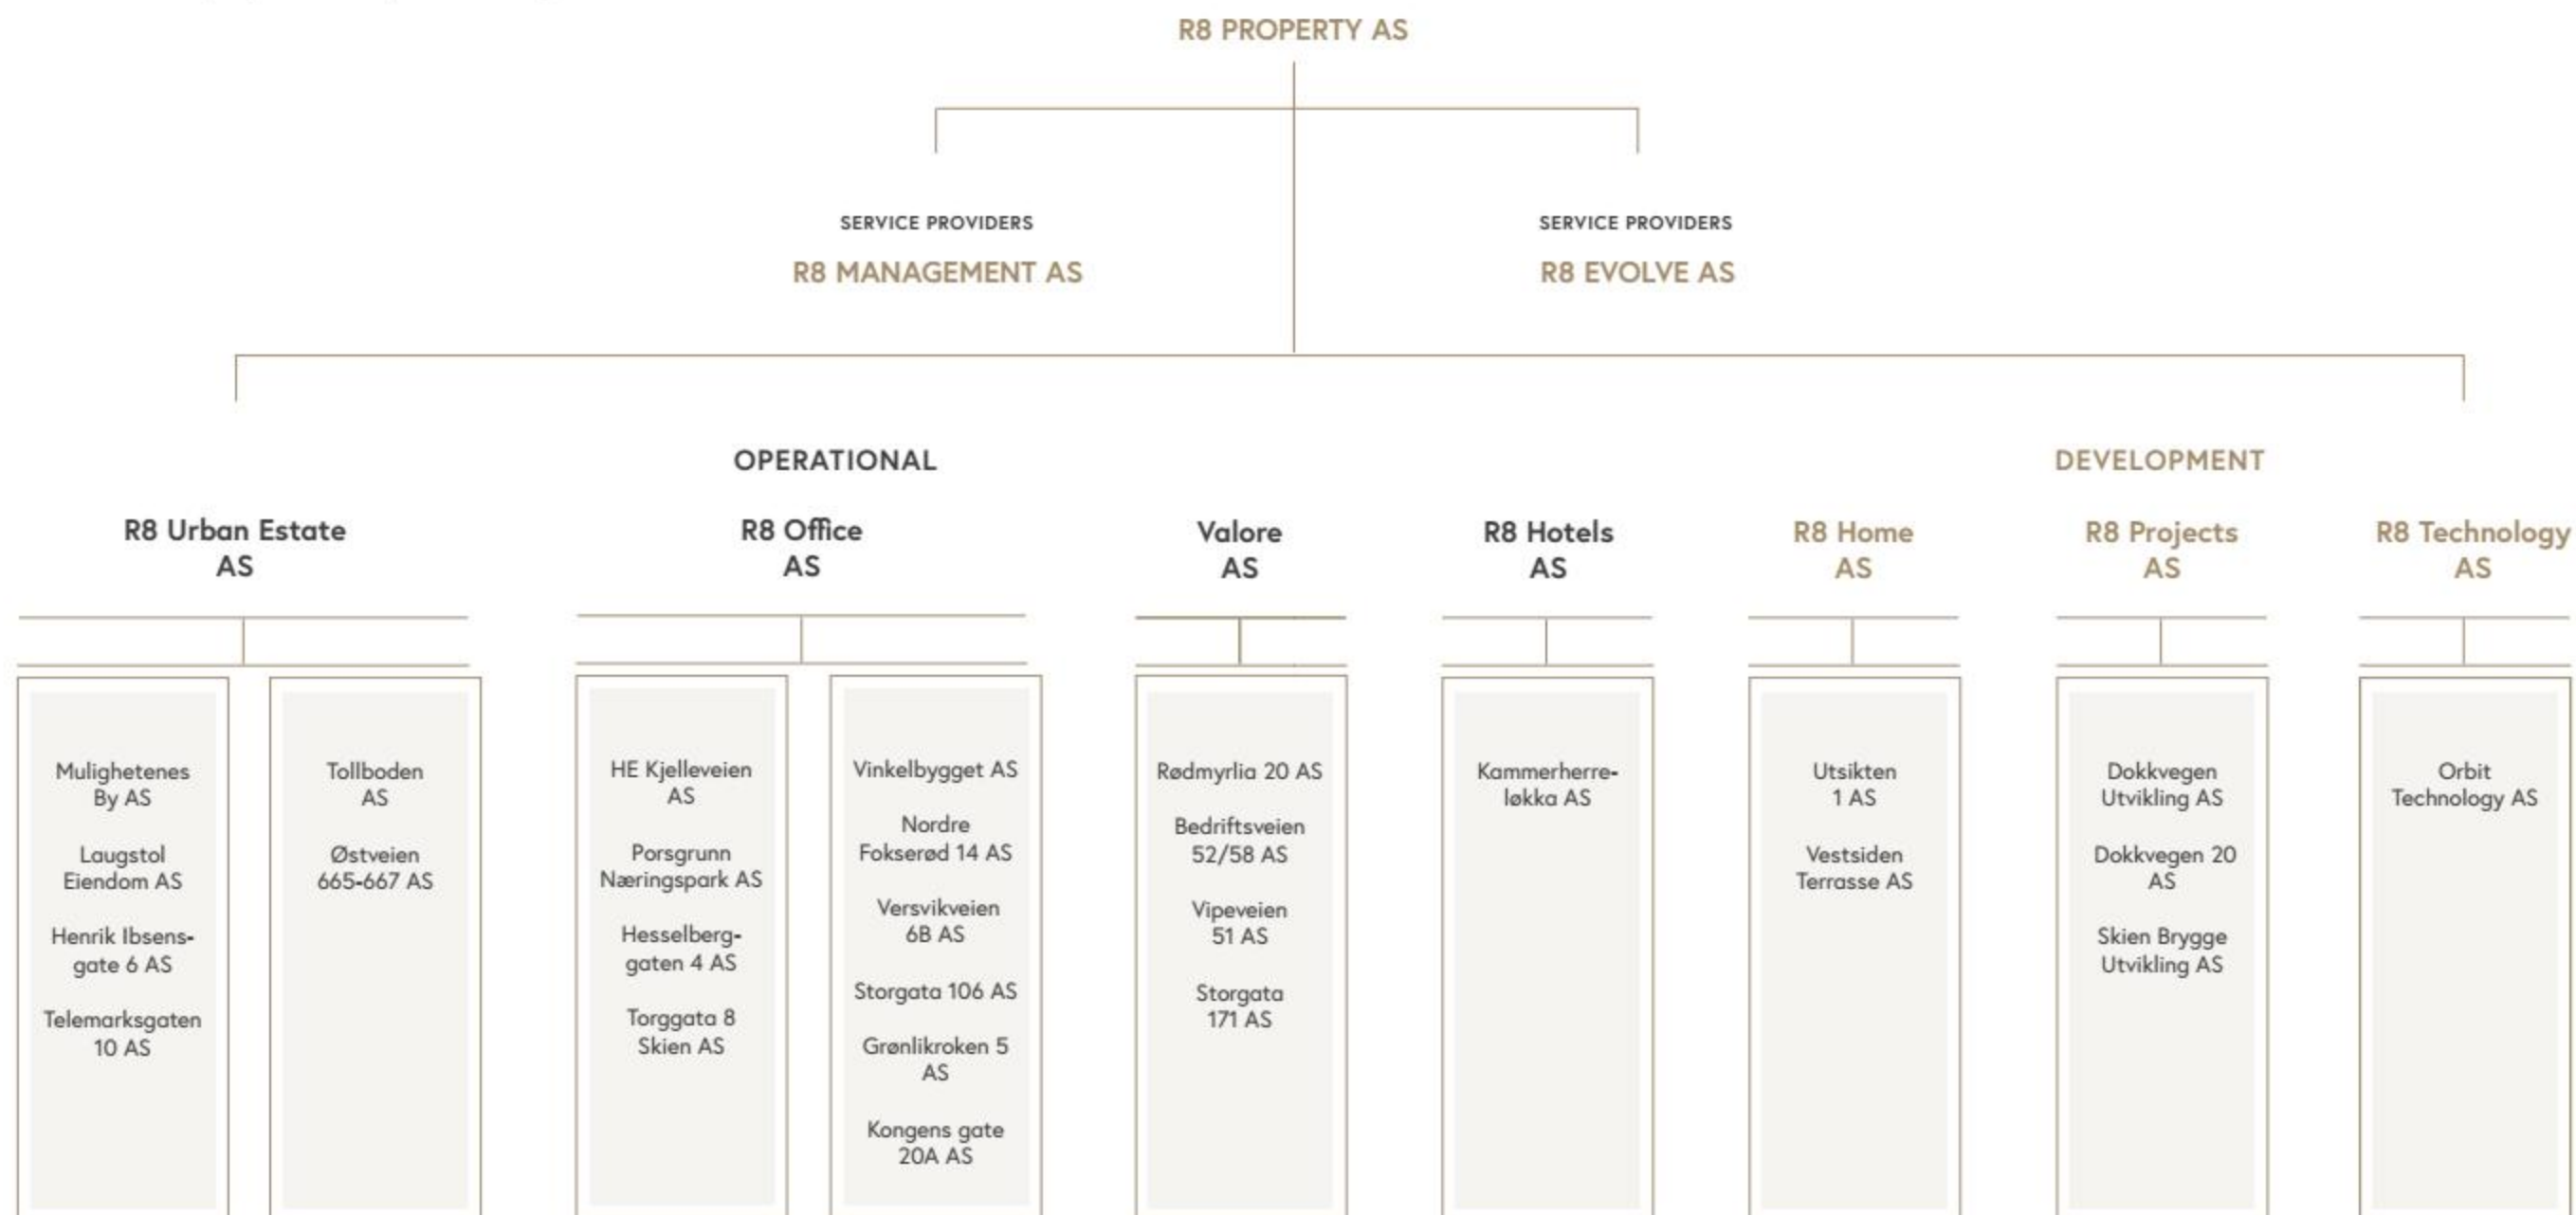 R8 PROPERTY AS
SERVICE PROVIDERS
R8 MANAGEMENT AS
SERVICE PROVIDERS
R8 EVOLVE AS
OPERATIONAL
DEVELOPMENT
R8 Urban Estate
AS
R8 Office
AS
Valore
AS
R8 Hotels
AS
R8 Home
AS
R8 Projects
AS
R8 Technology
AS
Mulighetenes
By AS
Laugstol
Eiendom AS
Henrik Ibsens-
gate 6 AS
Telemarksgaten
10 AS
Tollboden
AS
Østveien
665-667 AS
HE Kjelleveien
AS
Porsgrunn
Næringspark AS
Hesselberg-
gaten 4 AS
Torggata 8
Skien AS
Vinkelbygget AS
Nordre
Fokserød 14 AS
Versvikveien
6B AS
Storgata 106 AS
Grønlikroken 5
AS
Kongens gate
20A AS
Rødmyrlia 20 AS
Bedriftsveien
52/58 AS
Vipeveien
51 AS
Storgata
171 AS
Kammerherre-
løkka AS
Utsikten
1 AS
Vestsiden
Terrasse AS
Dokkvegen
Utvikling AS
Dokkvegen 20
AS
Skien Brygge
Utvikling AS
Orbit
Technology AS